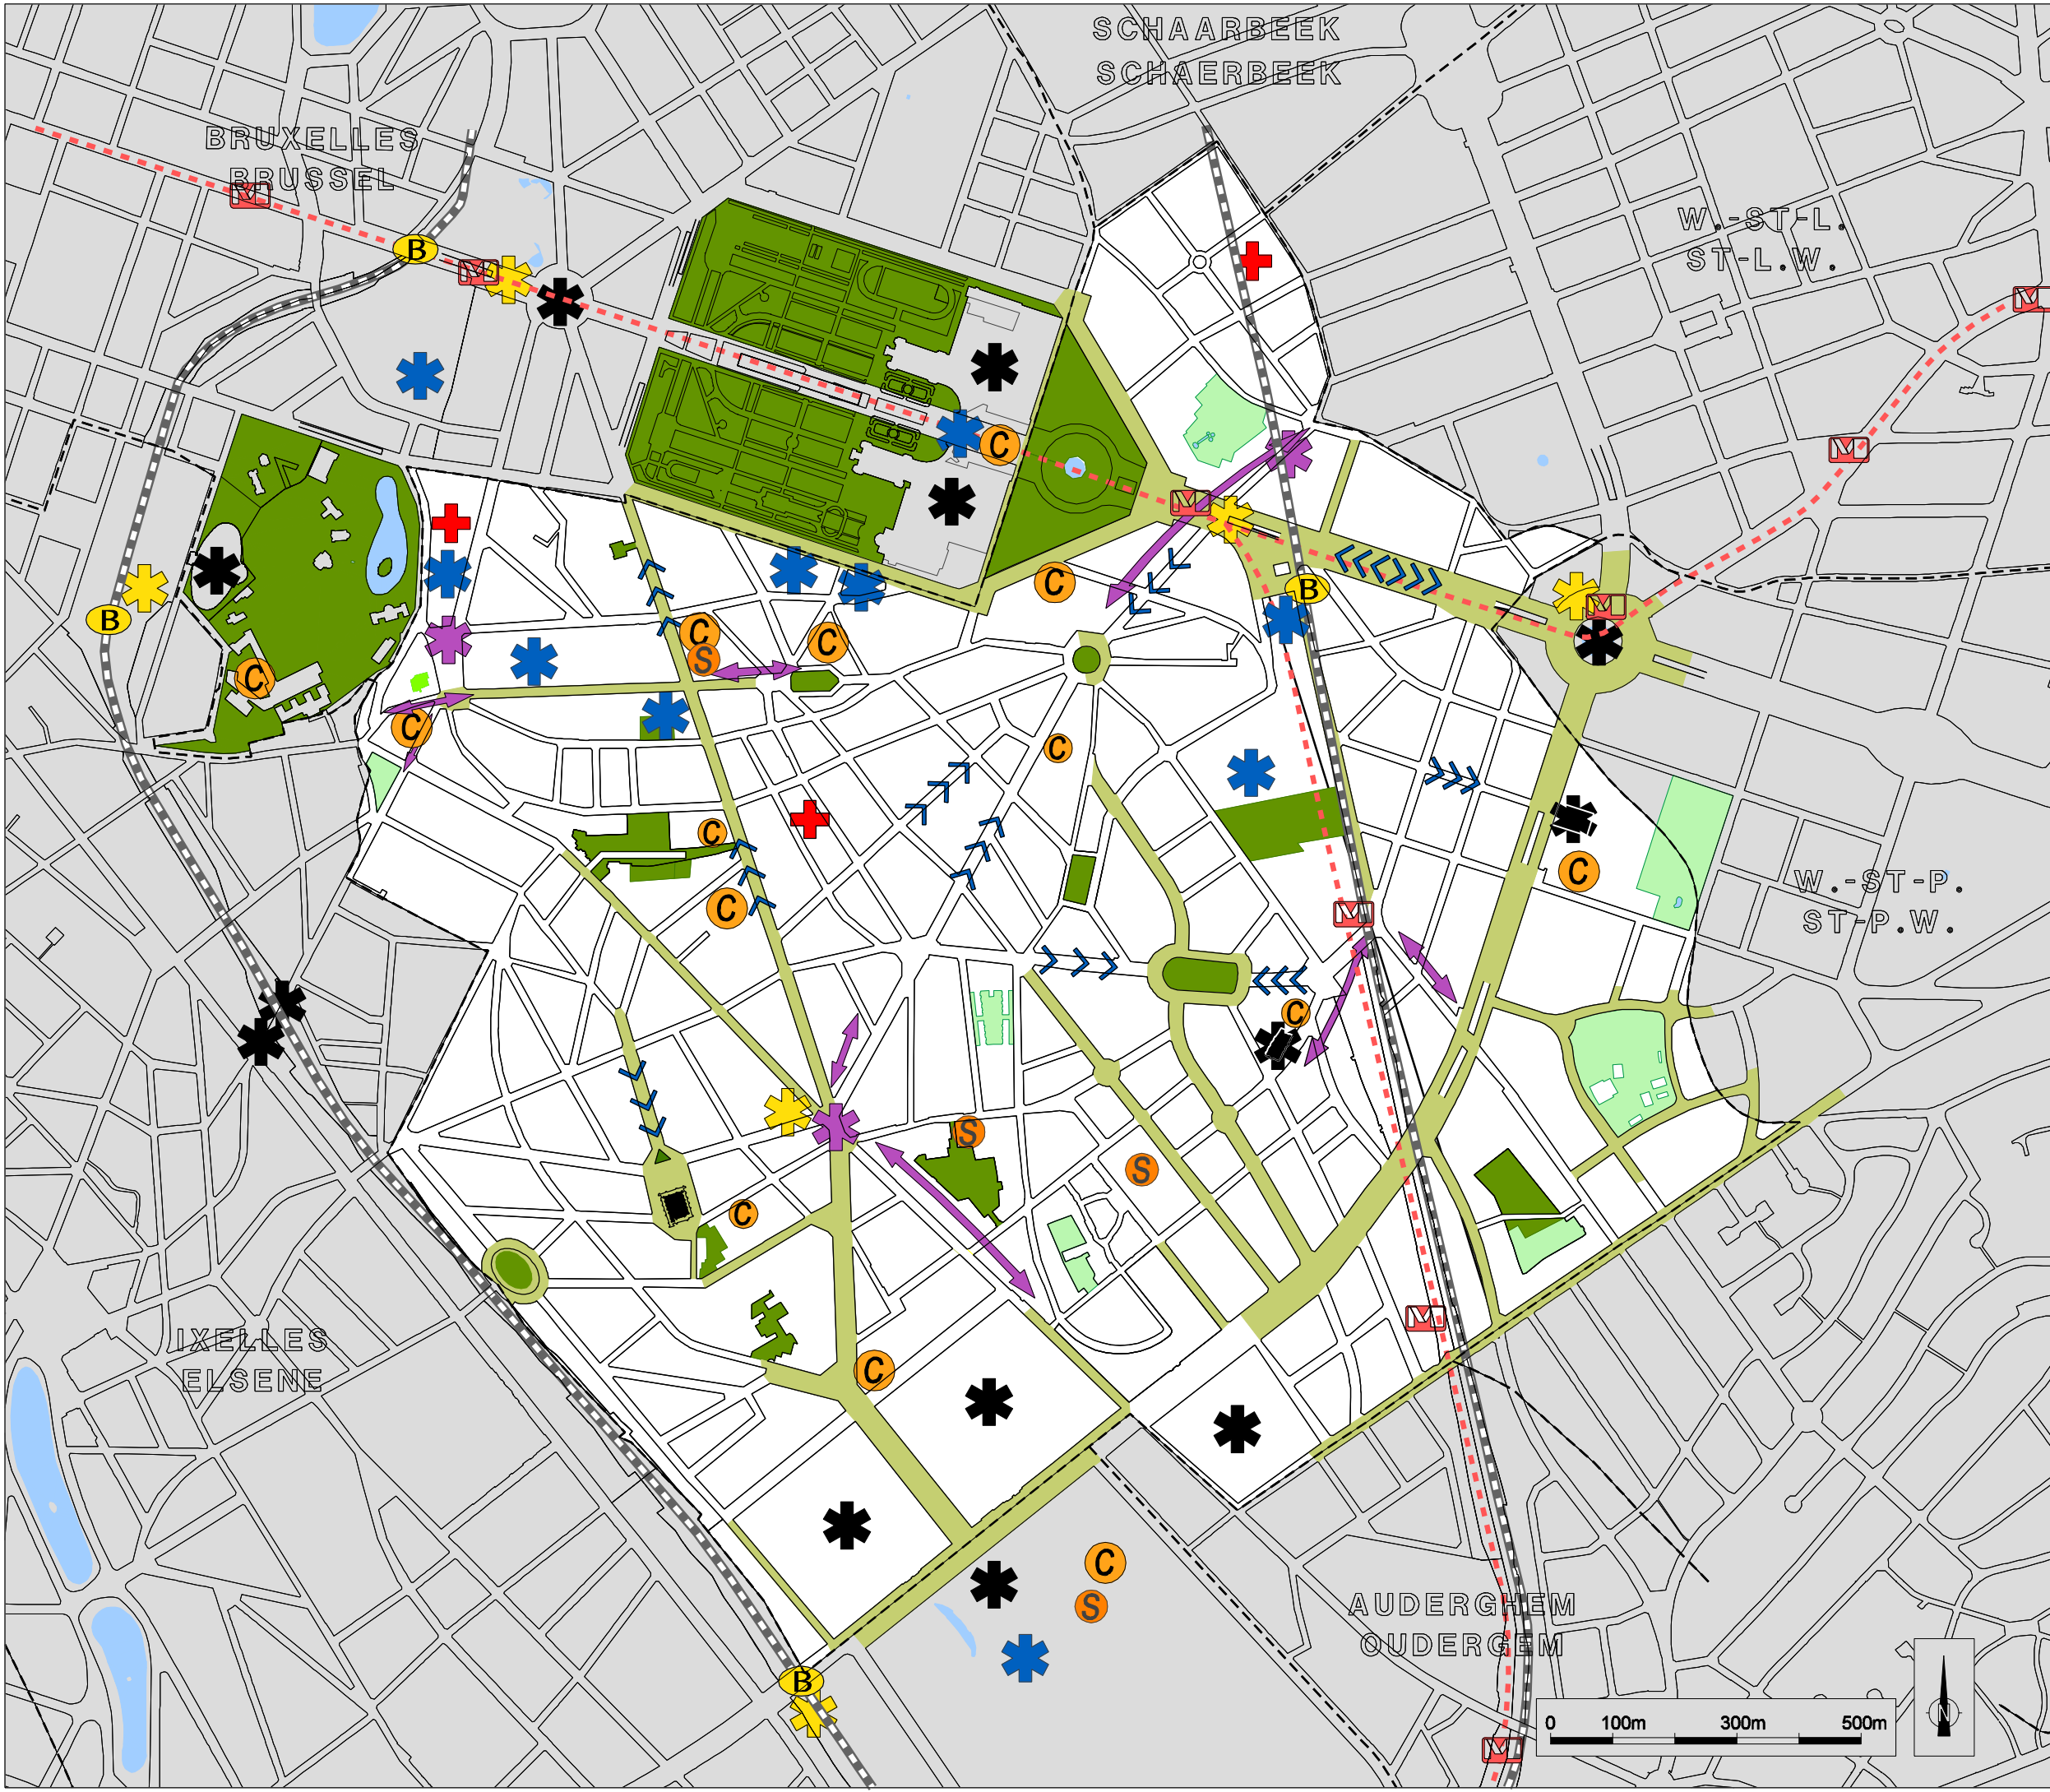 SCHAARBEEK
SCHAERBEEK
BRUXELLES
BRUSSEL
M
W.-ST-L.
ST-L.W.
B
M
M
C
M
M
C
B
B
M
C
S
C
C
C
C
C
C
W.-ST-P.
ST-P.W.
C
M
C
S
S
C
IXELLES
ELSENE
M
C
C
S
AUDERGHEM
OUDERGEM
B
N
0 100m 300m 500m
M